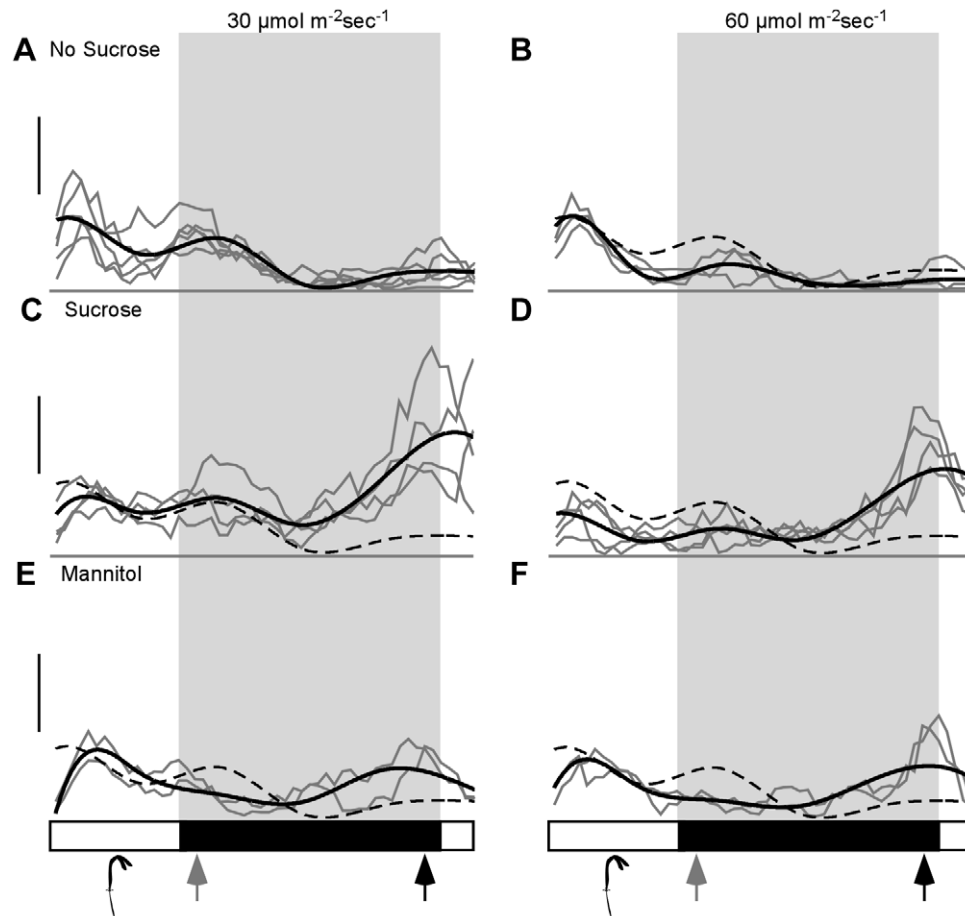 30 µmol m⁻²sec⁻¹
60 µmol m⁻²sec⁻¹
A No Sucrose
B
C Sucrose
D
E Mannitol
F